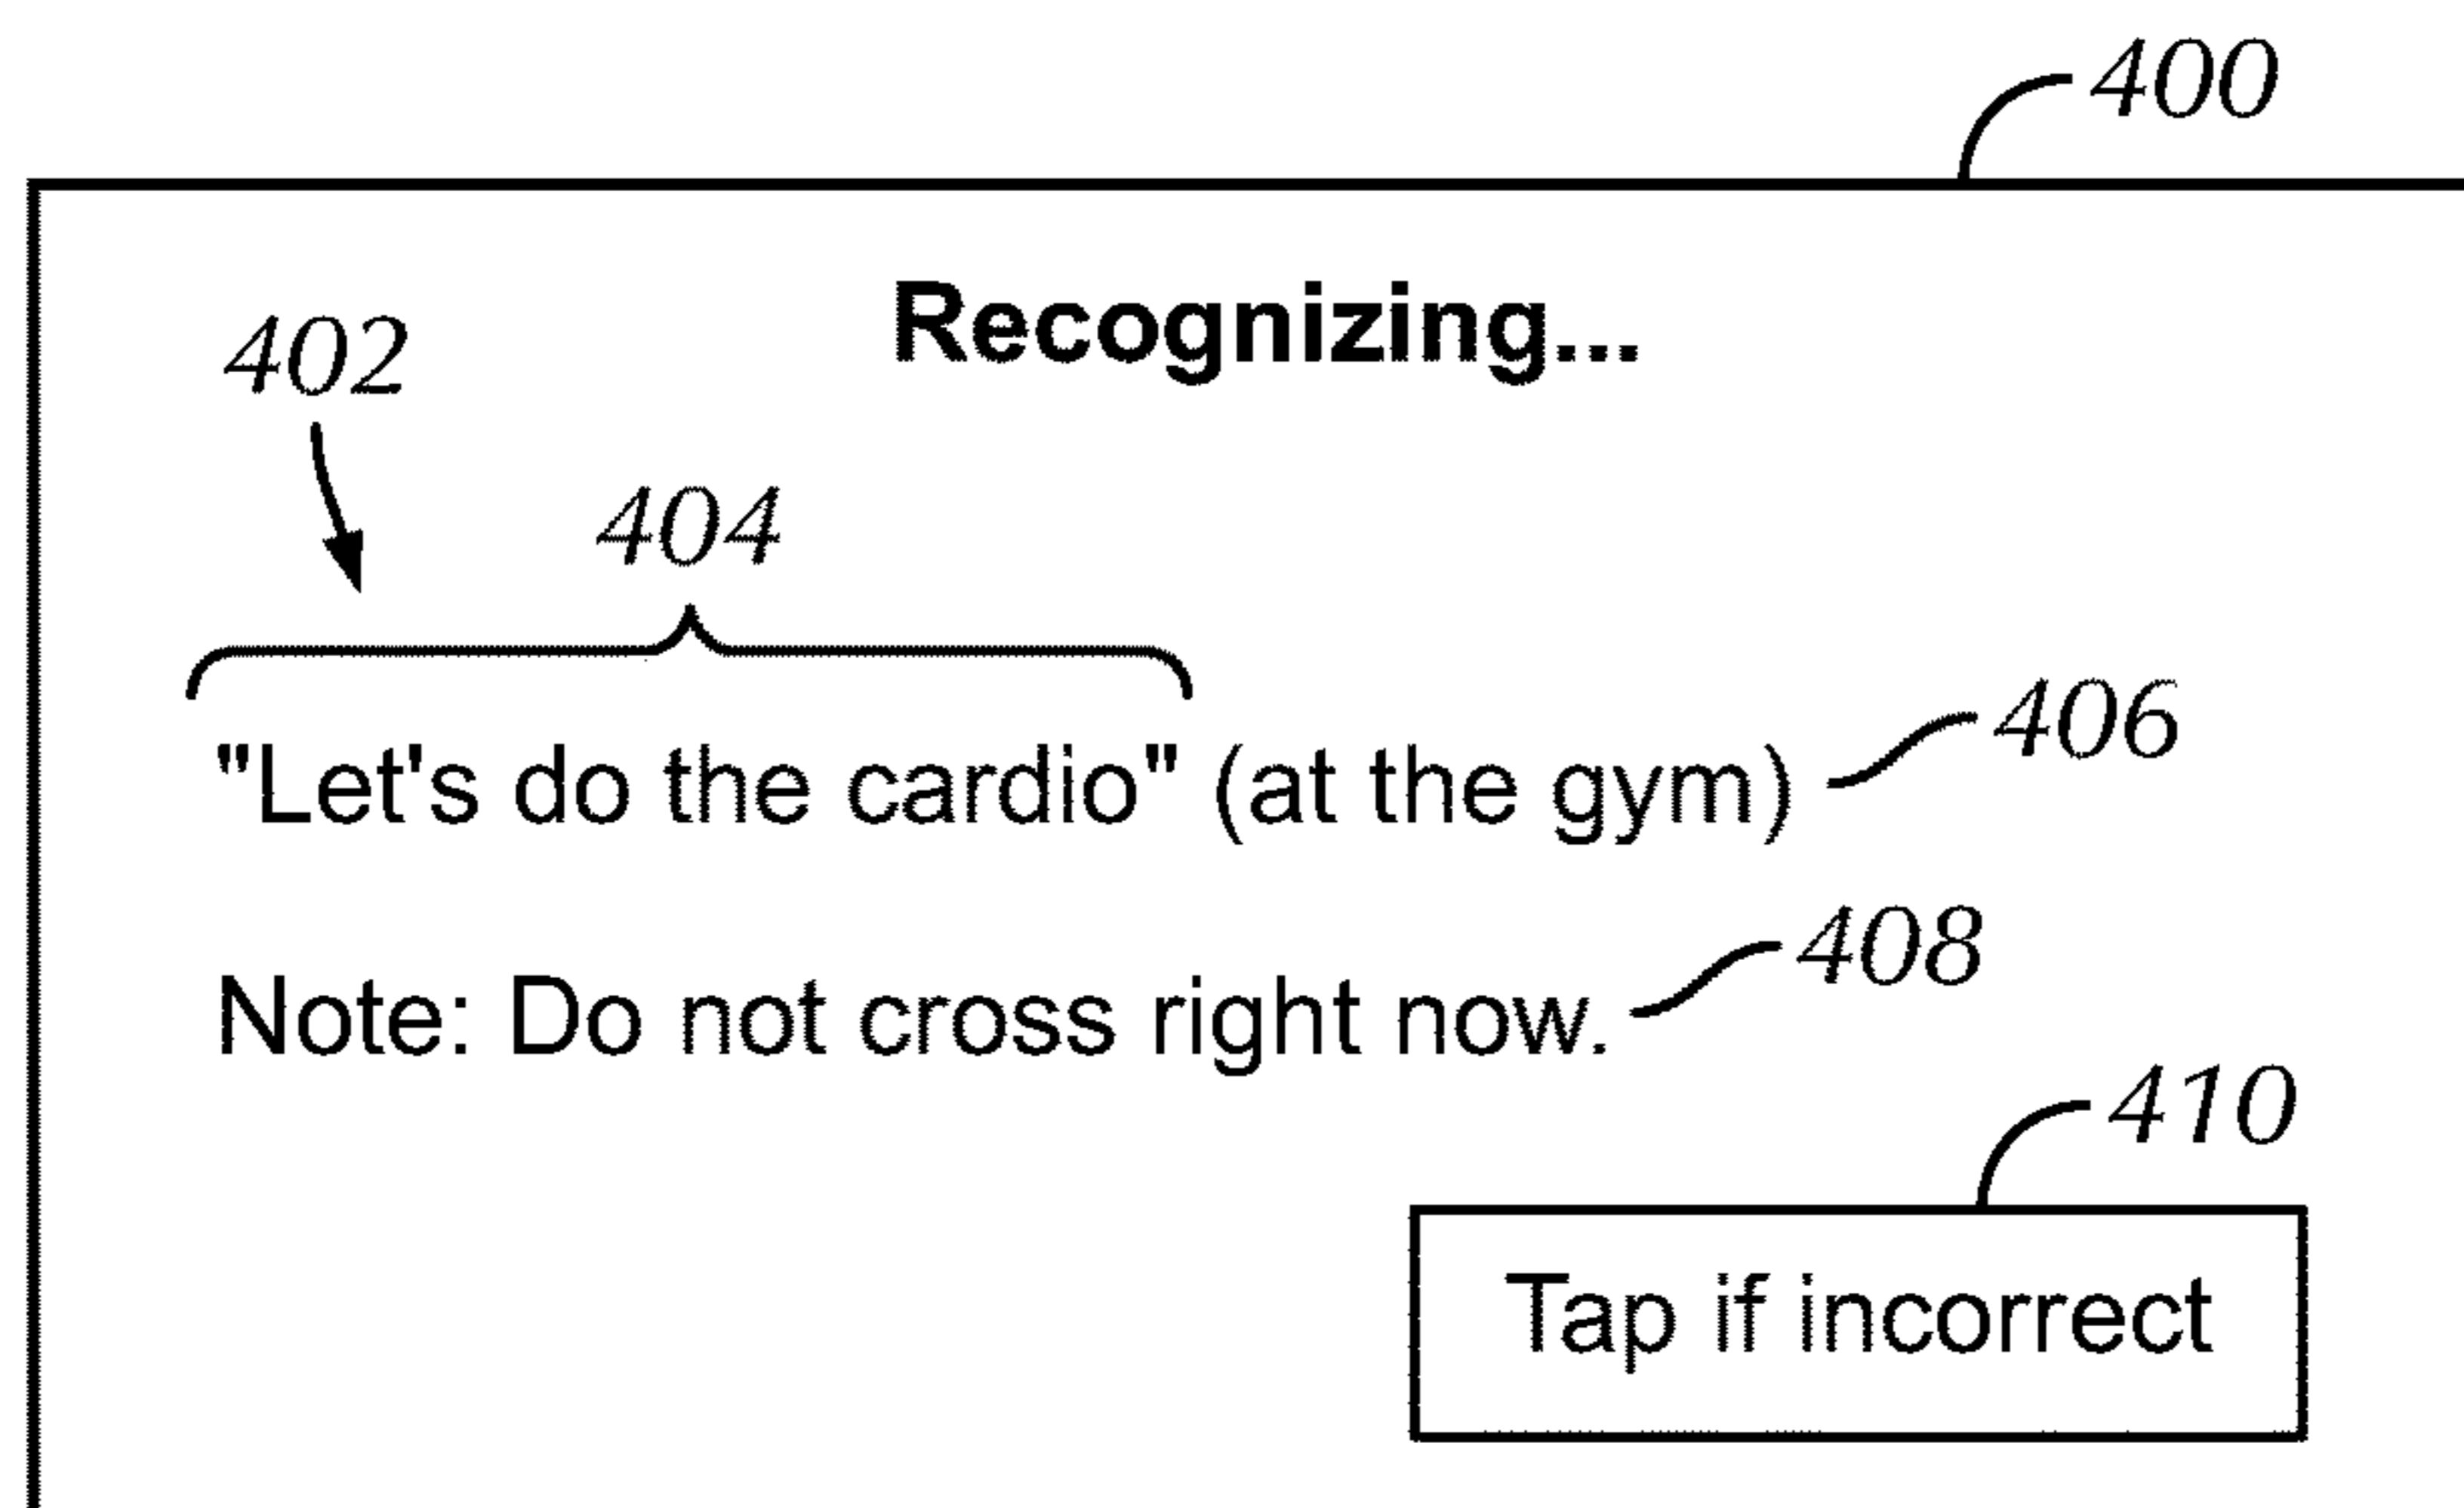 400
Recognizing...
402
404
"Let's do the cardio" (at the gym) 406
Note: Do not cross right now. 408
410
Tap if incorrect